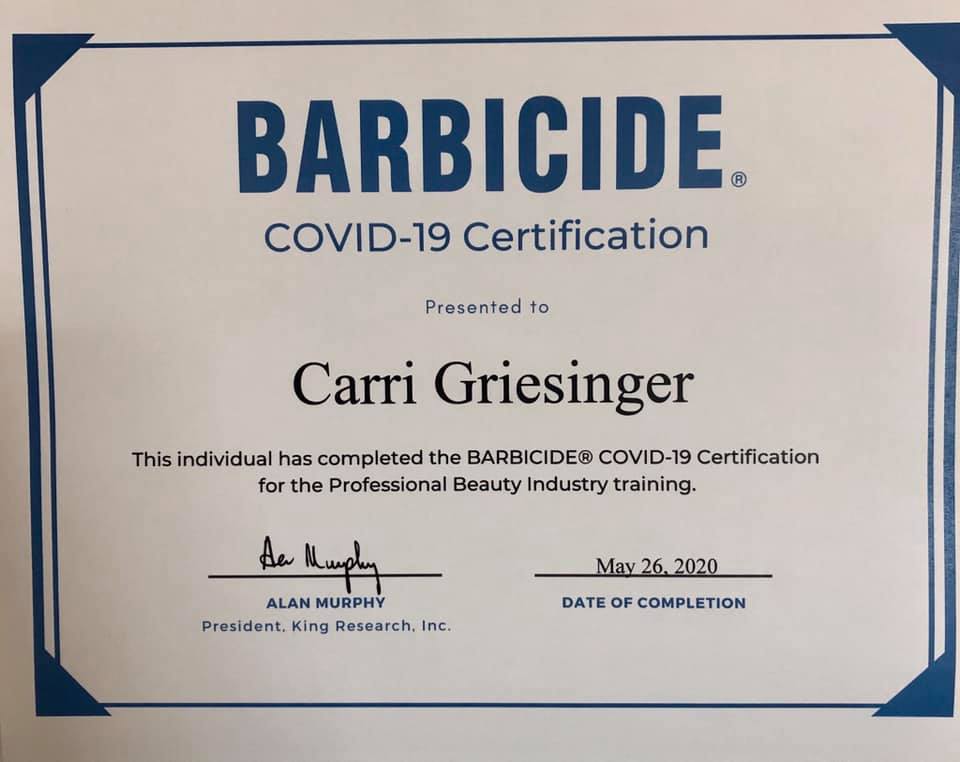 BARBICIDE®
COVID-19 Certification
Presented to
Carri Griesinger
This individual has completed the BARBICIDE® COVID-19 Certification
for the Professional Beauty Industry training.
Alan Murphy
May 26, 2020
ALAN MURPHY
DATE OF COMPLETION
President, King Research, Inc.